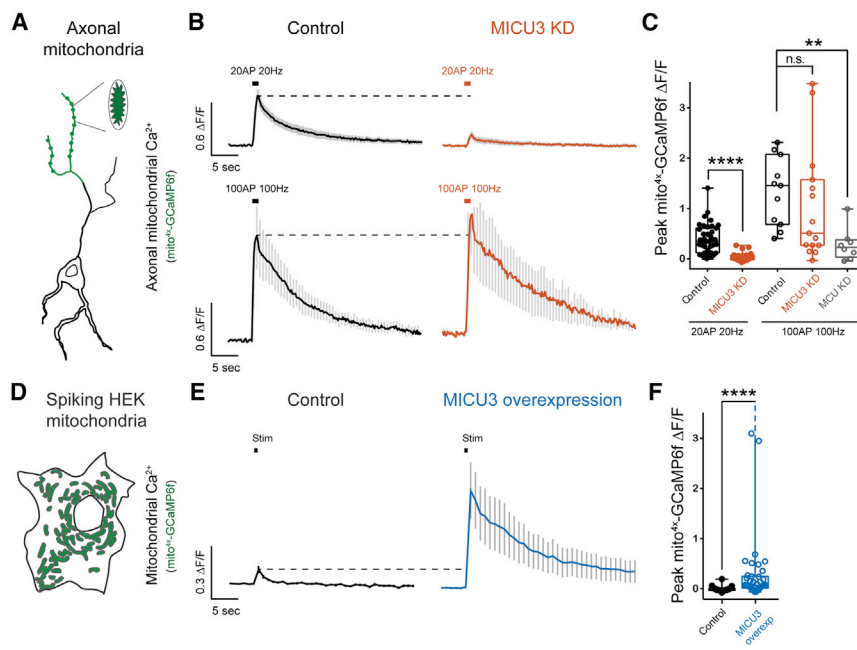 A
Axonal
mitochondria
B
Control
MICU3 KD
Axonal mitochondrial Ca²⁺
(mito⁴ˣ-GCaMP6f)
20AP 20Hz
20AP 20Hz
0.6 ΔF/F
5 sec
100AP 100Hz
100AP 100Hz
0.6 ΔF/F
5 sec
C
Peak mito⁴ˣ-GCaMP6f ΔF/F
**
n.s.
****
3
2
1
0
Control
MICU3 KD
Control
MICU3 KD
MCU KD
20AP 20Hz
100AP 100Hz
D
Spiking HEK
mitochondria
E
Control
MICU3 overexpression
Mitochondrial Ca²⁺
(mito⁴ˣ-GCaMP6f)
Stim
Stim
0.3 ΔF/F
5 sec
F
Peak mito⁴ˣ-GCaMP6f ΔF/F
****
3
2
1
0
Control
MICU3
overexp